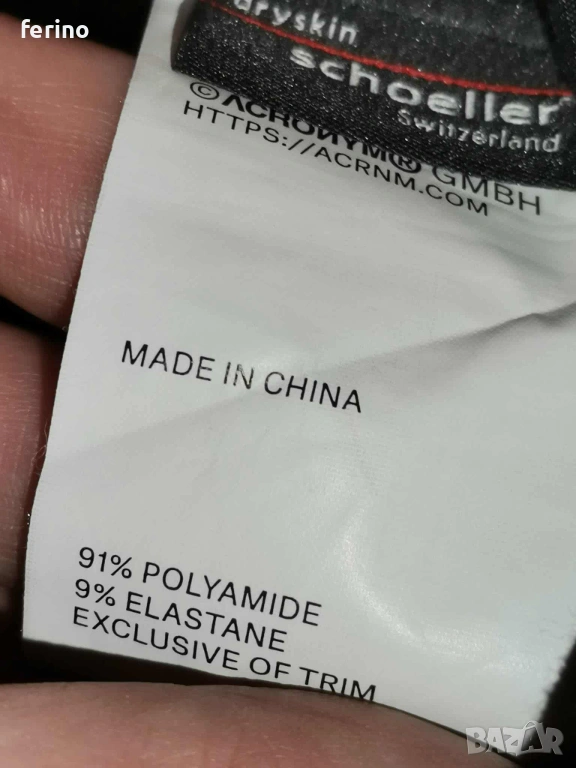 ferino
dryskin
schoeller
Switzerland
©ACRONYM® GMBH
HTTPS://ACRNM.COM
MADE IN CHINA
91% POLYAMIDE
9% ELASTANE
EXCLUSIVE OF TRIM
BAZAR